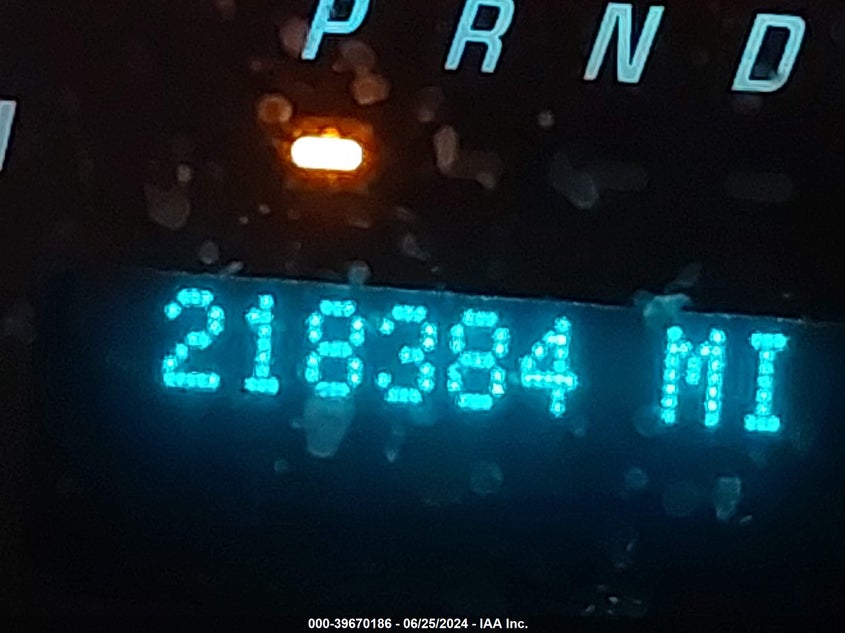 P R N D
218384 MI
000-39670186 - 06/25/2024 - IAA Inc.